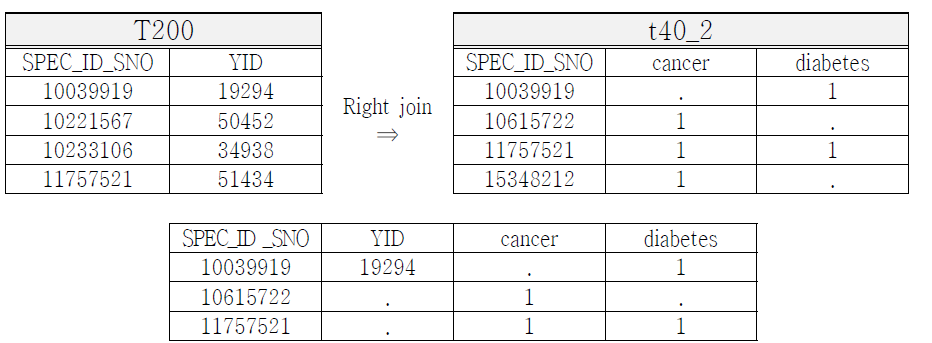 T200 t40_2
SPEC_ID_SNO YID SPEC_ID_SNO cancer diabetes
10039919 19294 10039919 . 1
10221567 50452 10615722 1 .
10233106 34938 11757521 1 1
11757521 51434 15348212 1 .
Right join
⇒
SPEC_ID _SNO YID cancer diabetes
10039919 19294 . 1
10615722 . 1 .
11757521 . 1 1